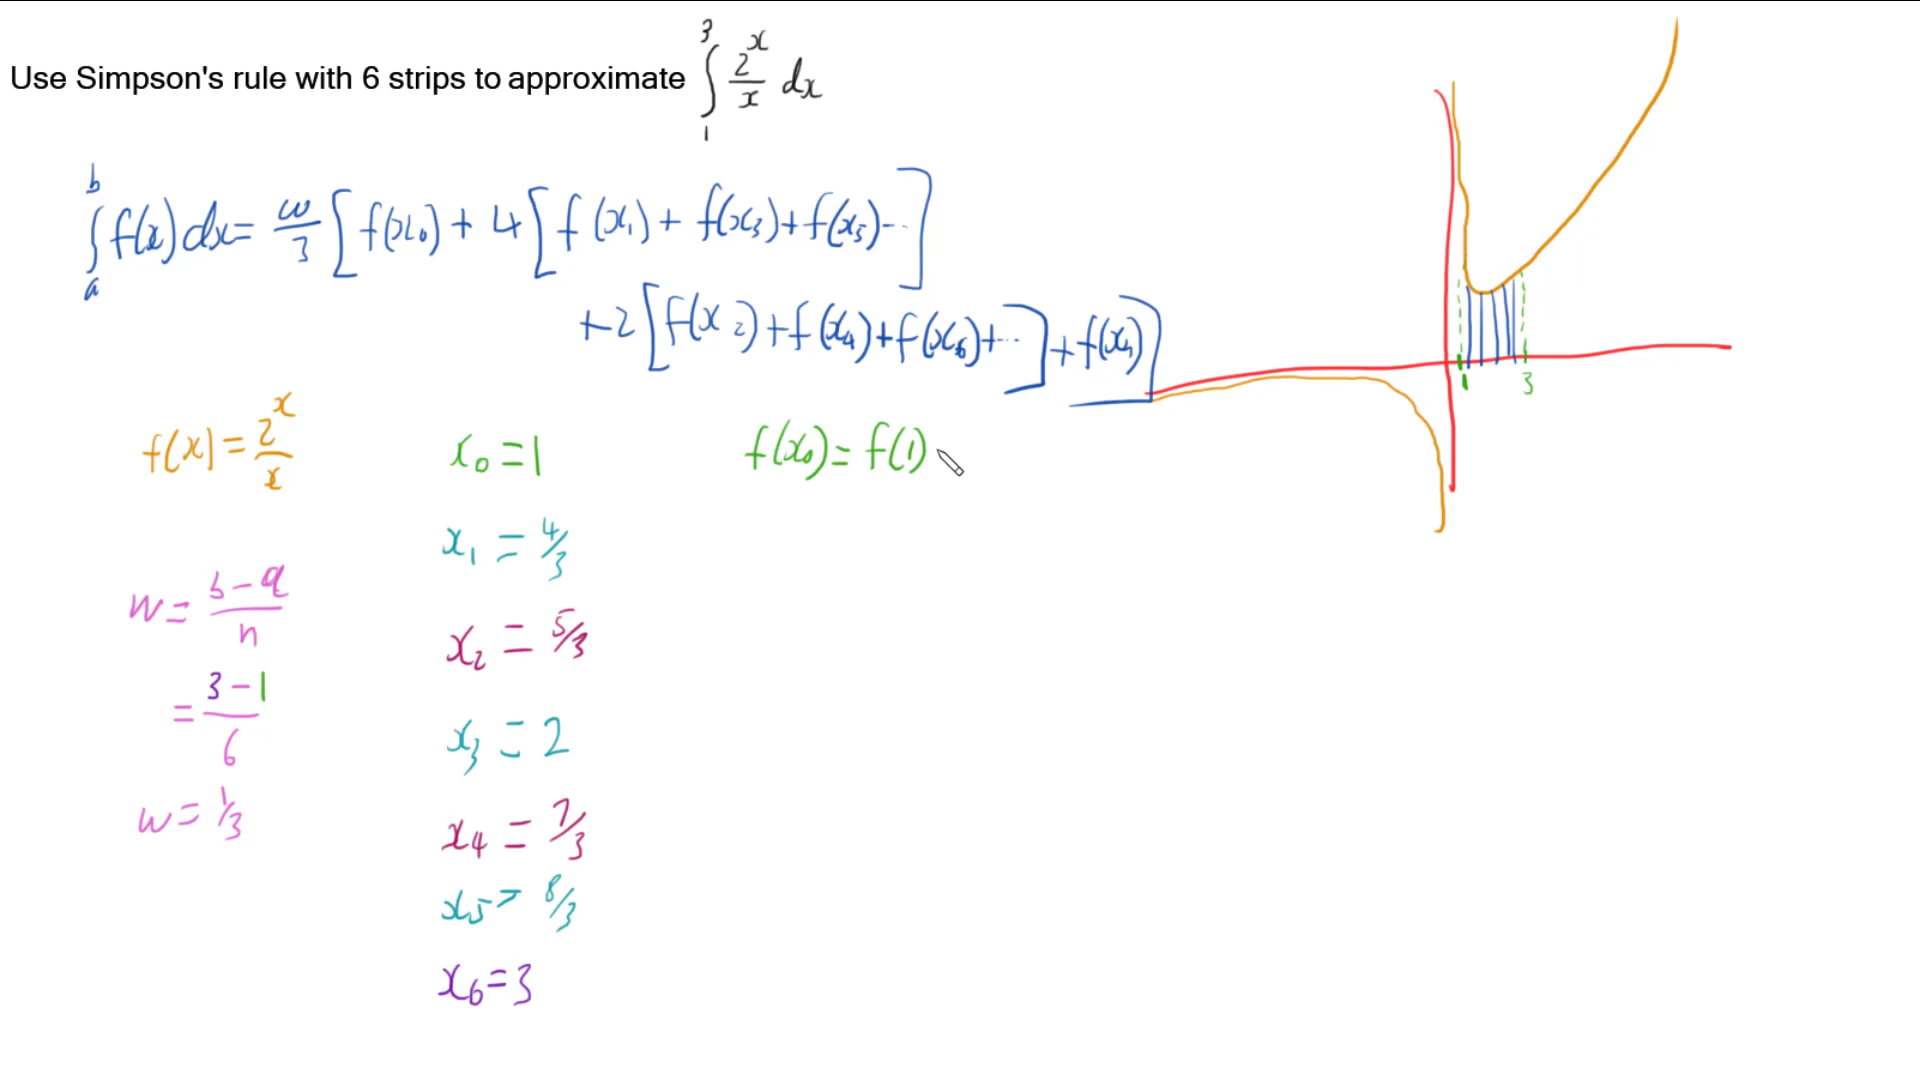 Use Simpson's rule with 6 strips to approximate ∫₁³ 2^x/x dx
∫ₐᵇ f(x) dx = w/3 [ f(x₀) + 4 [ f(x₁) + f(x₃) + f(x₅) ... ]
+ 2 [ f(x₂) + f(x₄) + f(x₆) + ... ] + f(xₙ) ]
f(x) = 2^x/x
x₀ = 1
f(x₀) = f(1)
x₁ = 4/3
w = b - a / n
x₂ = 5/3
= 3 - 1 / 6
x₃ = 2
w = 1/3
x₄ = 7/3
x₅ = 8/3
x₆ = 3
1
3